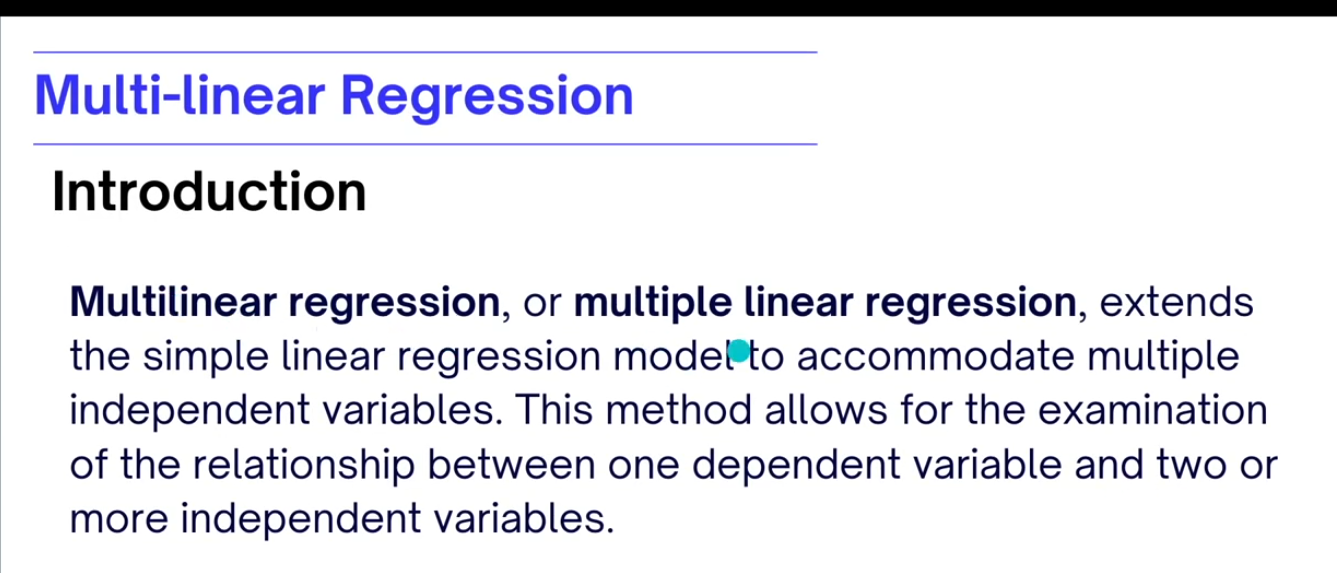 Multi-linear Regression
Introduction
Multilinear regression, or multiple linear regression, extends
the simple linear regression model to accommodate multiple
independent variables. This method allows for the examination
of the relationship between one dependent variable and two or
more independent variables.